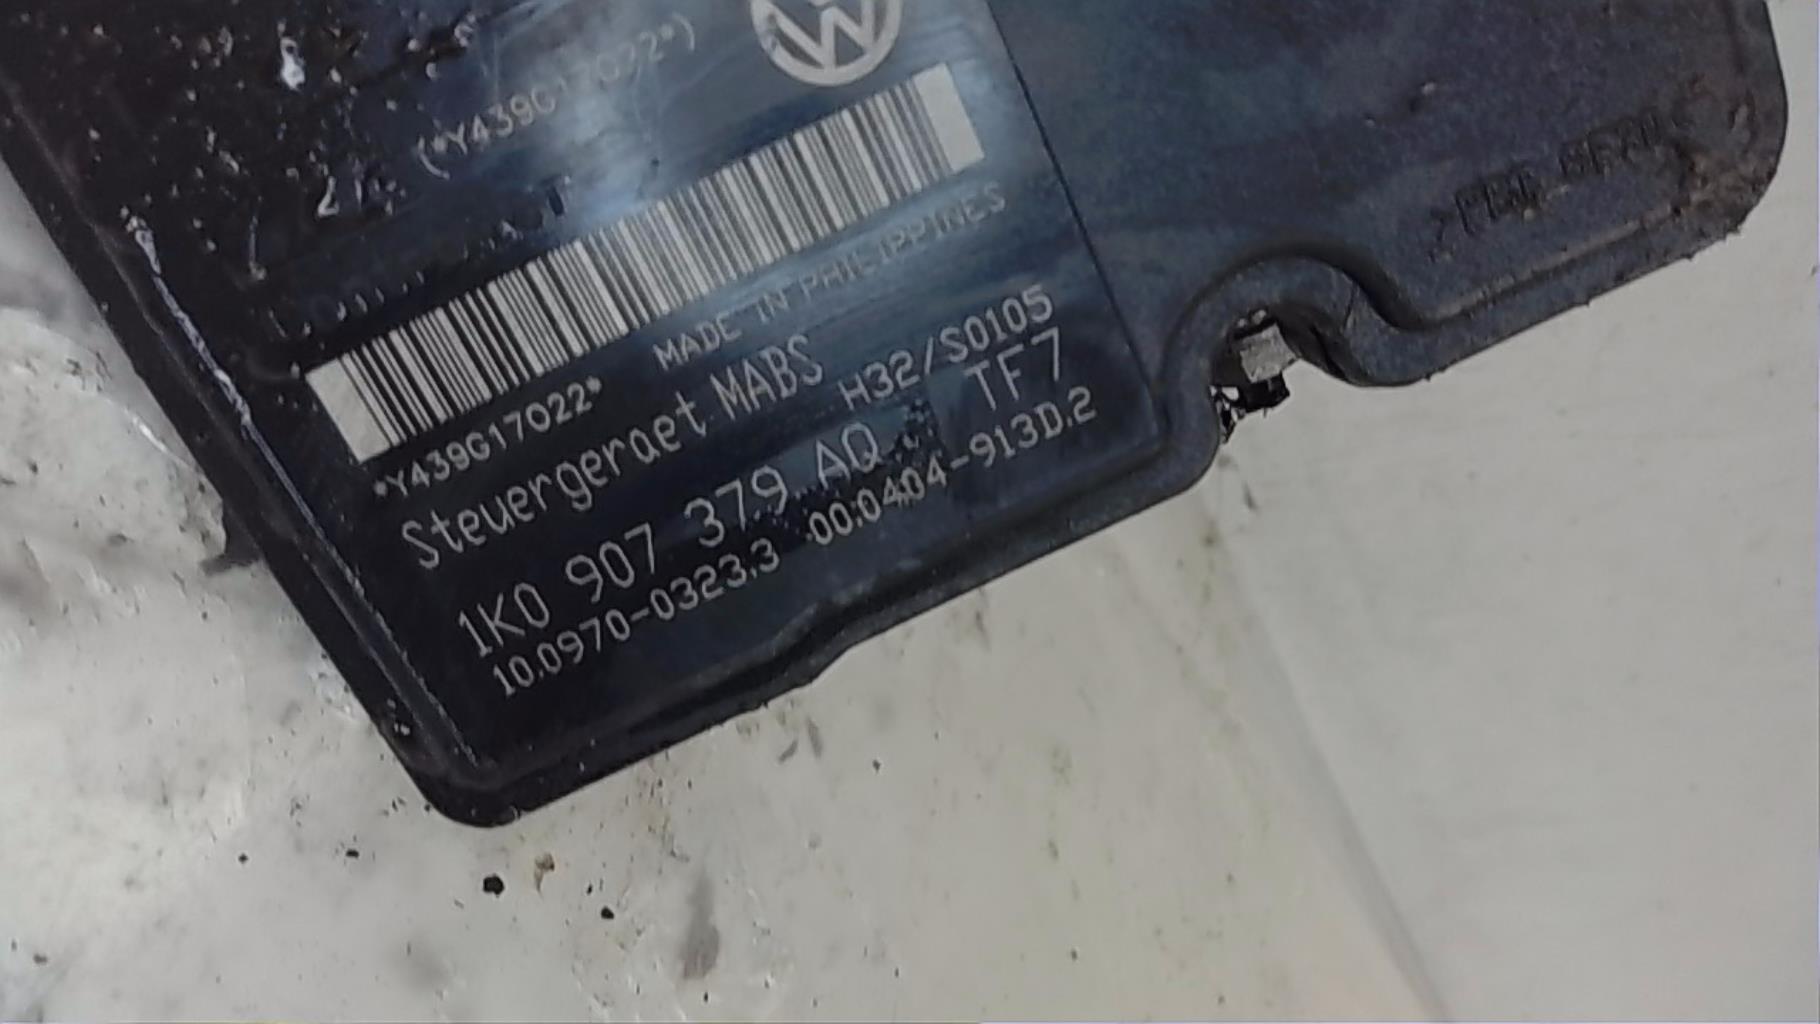 (*Y439G17022*)
MADE IN PHILIPPINES
*Y439G17022*
Steuergeraet MABS
H32/S0105
1K0 907 379 AQ TF7
10.0970-0323.3 00.0404-913D.2